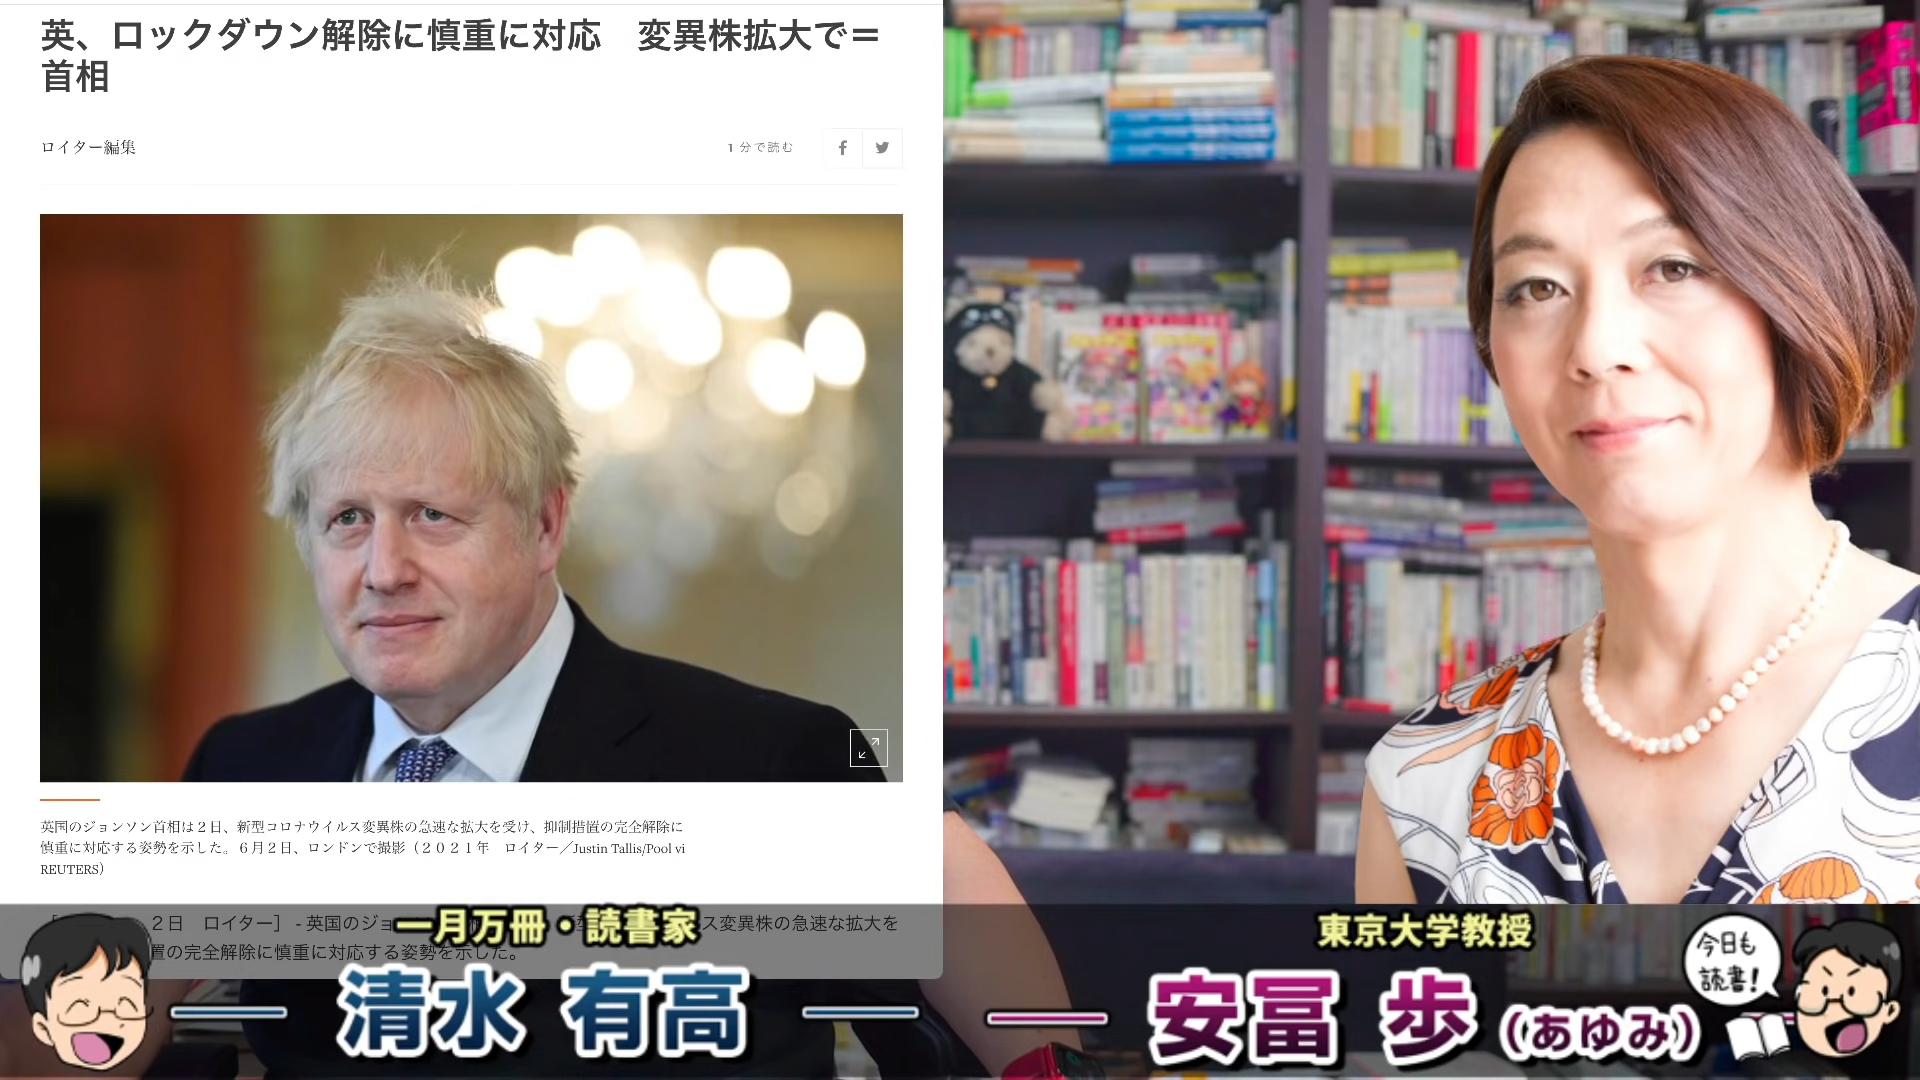 英、ロックダウン解除に慎重に対応　変異株拡大で＝
首相
ロイター編集
1 分で読む
英国のジョンソン首相は２日、新型コロナウイルス変異株の急速な拡大を受け、抑制措置の完全解除に
慎重に対応する姿勢を示した。６月２日、ロンドンで撮影（２０２１年　ロイター／Justin Tallis/Pool vi
REUTERS）
２日　ロイター］ - 英国のジョ
ス変異株の急速な拡大を
置の完全解除に慎重に対応する姿勢を示した。
一月万冊・読書家
清水 有高
東京大学教授
安冨 歩 (あゆみ)
今日も
読書!